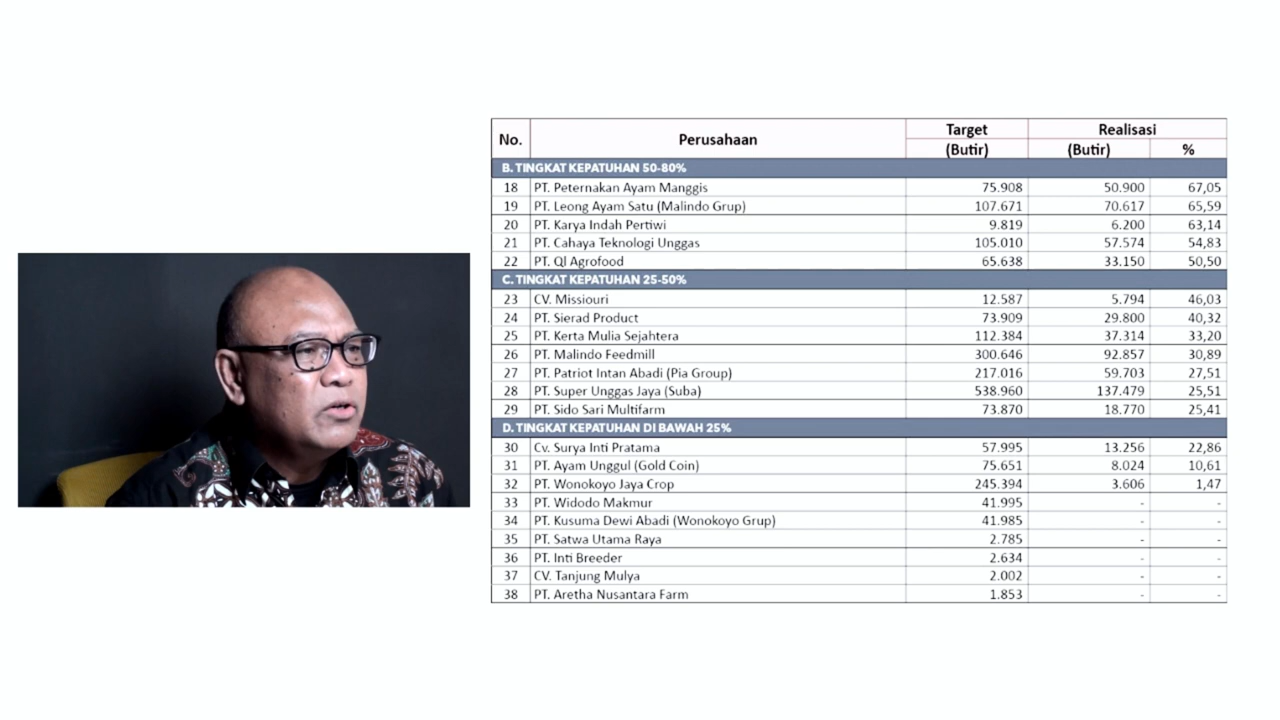 No. Perusahaan Target Realisasi
(Butir) (Butir) %
B. TINGKAT KEPATUHAN 50-80%
18 PT. Peternakan Ayam Manggis 75.908 50.900 67,05
19 PT. Leong Ayam Satu (Malindo Grup) 107.671 70.617 65,59
20 PT. Karya Indah Pertiwi 9.819 6.200 63,14
21 PT. Cahaya Teknologi Unggas 105.010 57.574 54,83
22 PT. QI Agrofood 65.638 33.150 50,50
C. TINGKAT KEPATUHAN 25-50%
23 CV. Missiouri 12.587 5.794 46,03
24 PT. Sierad Product 73.909 29.800 40,32
25 PT. Kerta Mulia Sejahtera 112.384 37.314 33,20
26 PT. Malindo Feedmill 300.646 92.857 30,89
27 PT. Patriot Intan Abadi (Pia Group) 217.016 59.703 27,51
28 PT. Super Unggas Jaya (Suba) 538.960 137.479 25,51
29 PT. Sido Sari Multifarm 73.870 18.770 25,41
D. TINGKAT KEPATUHAN DI BAWAH 25%
30 Cv. Surya Inti Pratama 57.995 13.256 22,86
31 PT. Ayam Unggul (Gold Coin) 75.651 8.024 10,61
32 PT. Wonokoyo Jaya Crop 245.394 3.606 1,47
33 PT. Widodo Makmur 41.995 - -
34 PT. Kusuma Dewi Abadi (Wonokoyo Grup) 41.985 - -
35 PT. Satwa Utama Raya 2.785 - -
36 PT. Inti Breeder 2.634 - -
37 CV. Tanjung Mulya 2.002 - -
38 PT. Aretha Nusantara Farm 1.853 - -